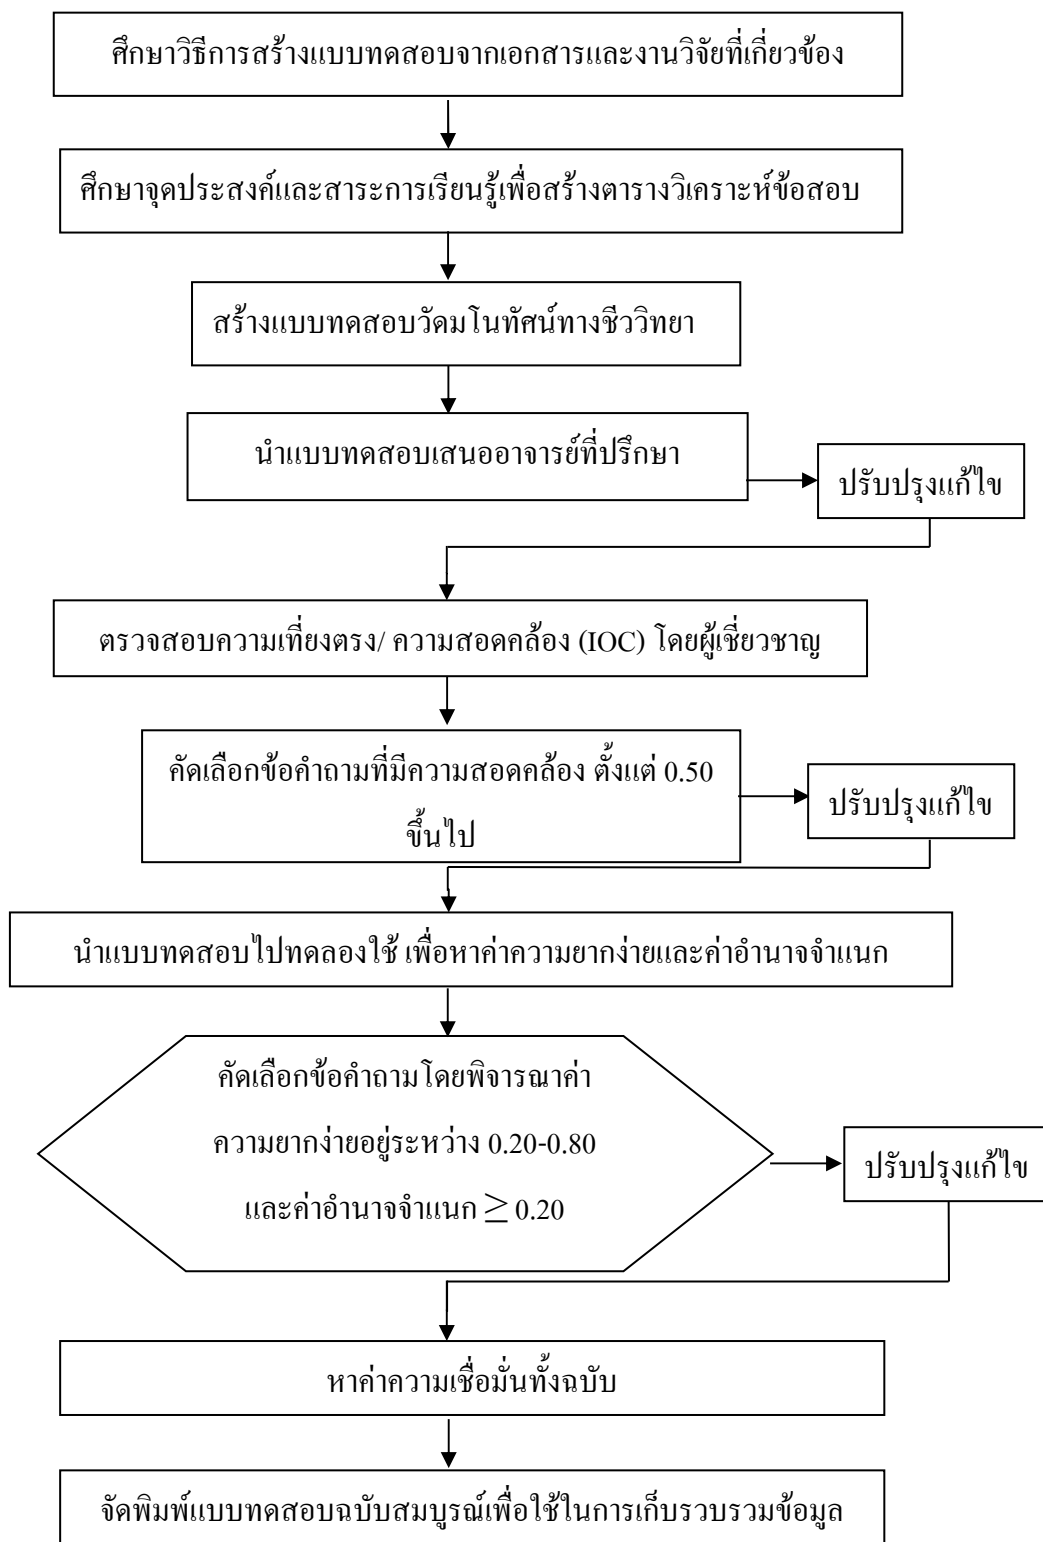 ศึกษาวิธีการสร้างแบบทดสอบจากเอกสารและงานวิจัยที่เกี่ยวข้อง
ศึกษาจุดประสงค์และสาระการเรียนรู้เพื่อสร้างตารางวิเคราะห์ข้อสอบ
สร้างแบบทดสอบวัดมโนทัศน์ทางชีววิทยา
นำแบบทดสอบเสนออาจารย์ที่ปรึกษา
ปรับปรุงแก้ไข
ตรวจสอบความเที่ยงตรง/ ความสอดคล้อง (IOC) โดยผู้เชี่ยวชาญ
คัดเลือกข้อคำถามที่มีความสอดคล้อง ตั้งแต่ 0.50
ขึ้นไป
ปรับปรุงแก้ไข
นำแบบทดสอบไปทดลองใช้ เพื่อหาค่าความยากง่ายและค่าอำนาจจำแนก
คัดเลือกข้อคำถามโดยพิจารณาค่า
ความยากง่ายอยู่ระหว่าง 0.20-0.80
และค่าอำนาจจำแนก ≥ 0.20
ปรับปรุงแก้ไข
หาค่าความเชื่อมั่นทั้งฉบับ
จัดพิมพ์แบบทดสอบฉบับสมบูรณ์เพื่อใช้ในการเก็บรวบรวมข้อมูล